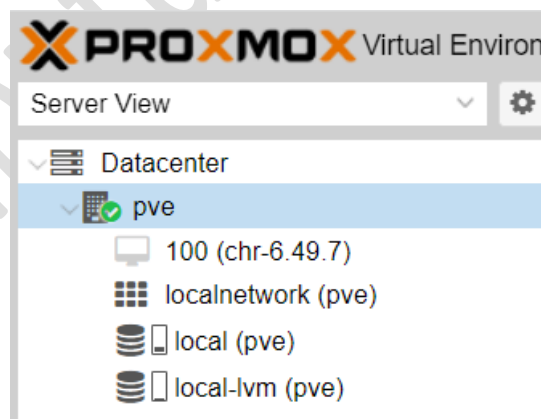 PROXMOX Virtual Environ
Server View
Datacenter
pve
100 (chr-6.49.7)
localnetwork (pve)
local (pve)
local-lvm (pve)